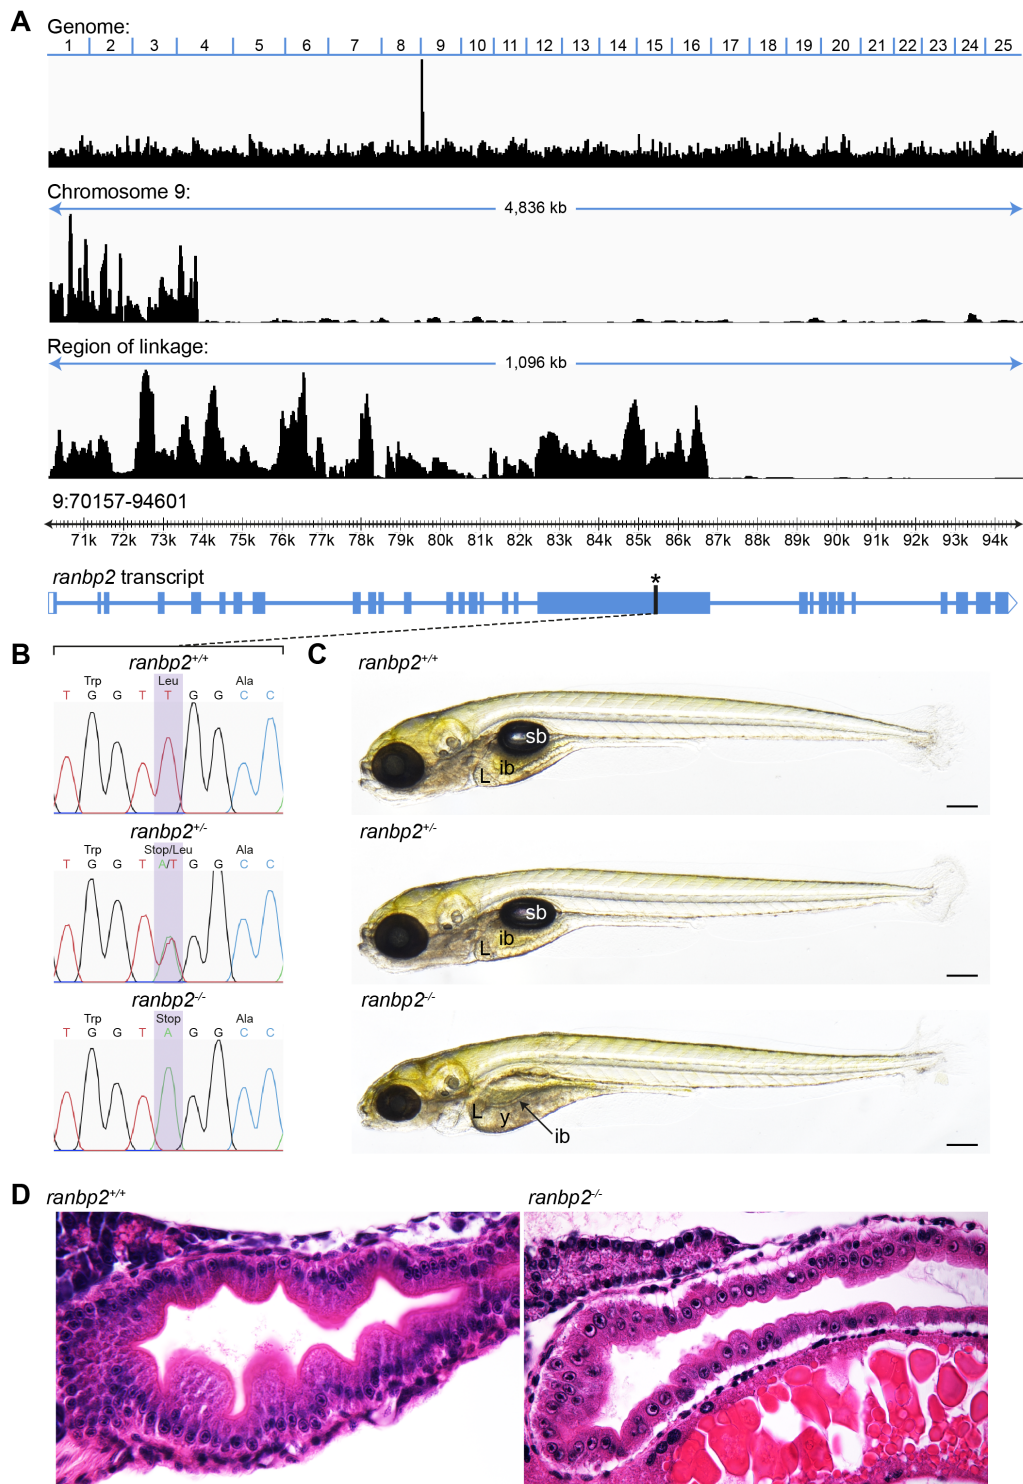 A
Genome:
1 2 3 4 5 6 7 8 9 10 11 12 13 14 15 16 17 18 19 20 21 22 23 24 25
Chromosome 9:
4,836 kb
Region of linkage:
1,096 kb
9:70157-94601
71k 72k 73k 74k 75k 76k 77k 78k 79k 80k 81k 82k 83k 84k 85k 86k 87k 88k 89k 90k 91k 92k 93k 94k
ranbp2 transcript
*
B
ranbp2+/+
Trp Leu Ala
T G G T T G G C C
ranbp2+/-
Trp Stop/Leu Ala
T G G T A/T G G C C
ranbp2-/-
Trp Stop Ala
T G G T A G G C C
C
ranbp2+/+
sb
L ib
ranbp2+/-
sb
L ib
ranbp2-/-
L y
ib
D
ranbp2+/+
ranbp2-/-